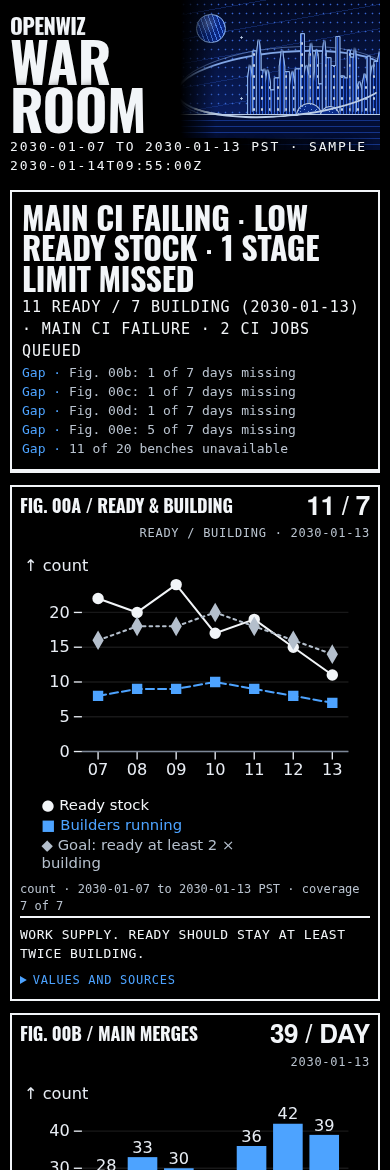 OPENWIZ
WAR
ROOM
2030-01-07 TO 2030-01-13 PST · SAMPLE
2030-01-14T09:55:00Z
MAIN CI FAILING · LOW
READY STOCK · 1 STAGE
LIMIT MISSED
11 READY / 7 BUILDING (2030-01-13)
· MAIN CI FAILURE · 2 CI JOBS
QUEUED
Gap · Fig. 00b: 1 of 7 days missing
Gap · Fig. 00c: 1 of 7 days missing
Gap · Fig. 00d: 1 of 7 days missing
Gap · Fig. 00e: 5 of 7 days missing
Gap · 11 of 20 benches unavailable
FIG. 00A / READY & BUILDING 11 / 7
READY / BUILDING · 2030-01-13
↑ count
20
15
10
5
0
07 08 09 10 11 12 13
● Ready stock
■ Builders running
◆ Goal: ready at least 2 ×
building
count · 2030-01-07 to 2030-01-13 PST · coverage
7 of 7
WORK SUPPLY. READY SHOULD STAY AT LEAST
TWICE BUILDING.
▶ VALUES AND SOURCES
FIG. 00B / MAIN MERGES 39 / DAY
2030-01-13
↑ count
40
28 33 30 36 42 39
30